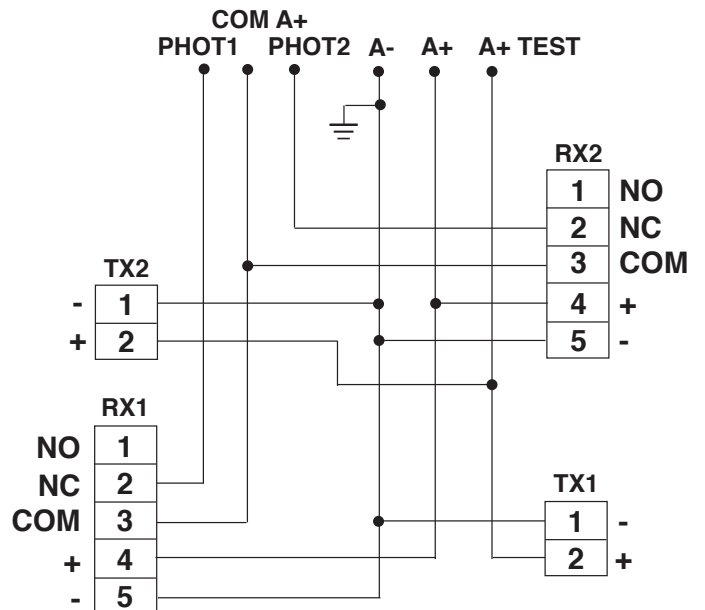 COM A+
PHOT1 PHOT2 A- A+ A+ TEST
RX2
1 NO
2 NC
3 COM
4 +
5 -
TX2
- 1
+ 2
RX1
NO 1
NC 2
COM 3
+ 4
- 5
TX1
1 -
2 +